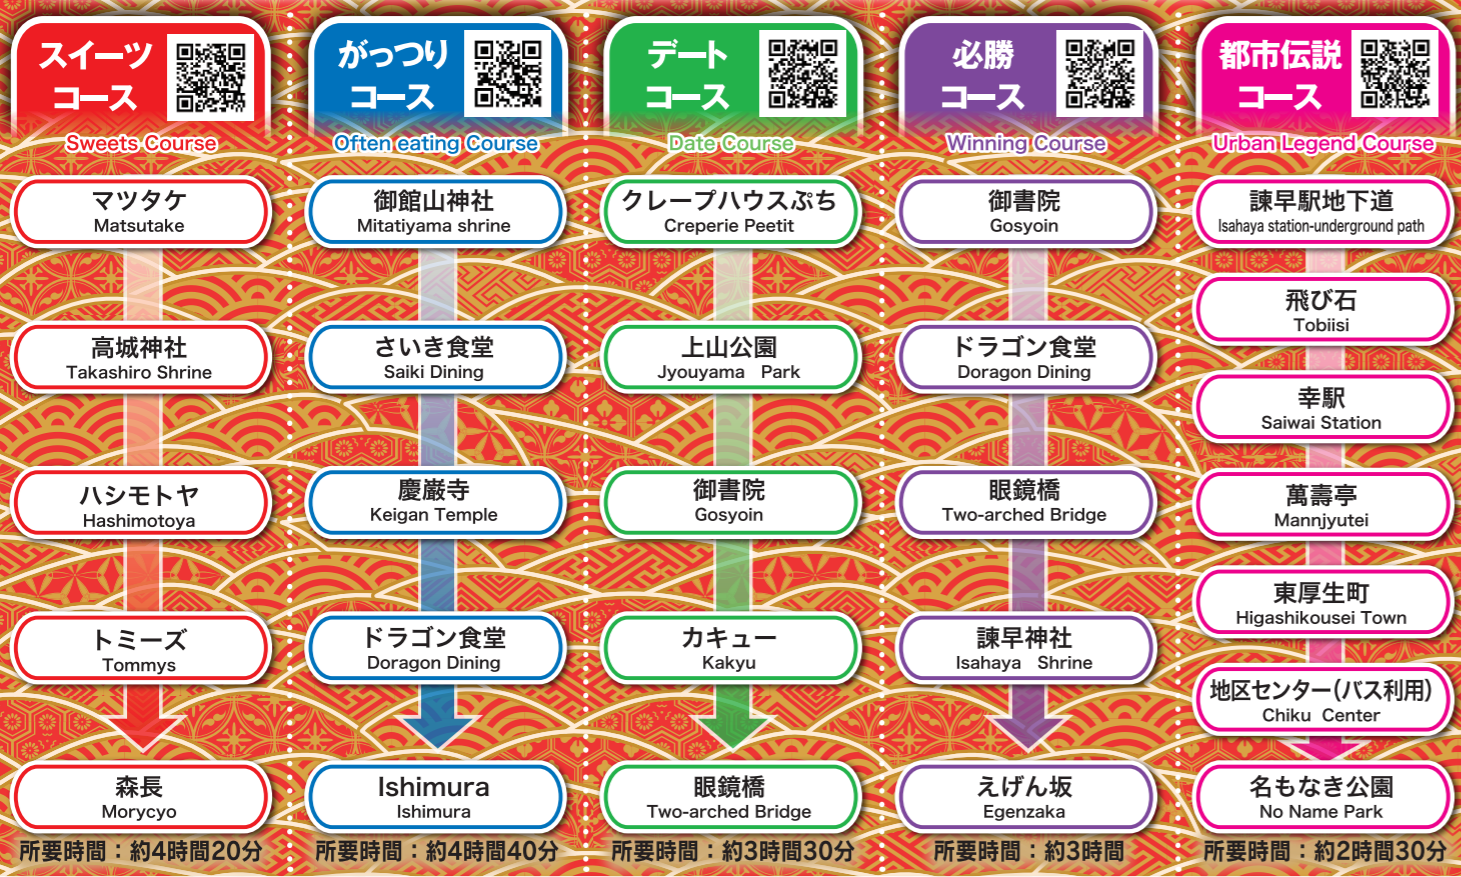 スイーツ
コース
Sweets Course
マツタケ
Matsutake
高城神社
Takashiro Shrine
ハシモトヤ
Hashimotoya
トミーズ
Tommys
森長
Morycyo
所要時間：約4時間20分
がっつり
コース
Often eating Course
御館山神社
Mitatiyama shrine
さいき食堂
Saiki Dining
慶巌寺
Keigan Temple
ドラゴン食堂
Doragon Dining
Ishimura
Ishimura
所要時間：約4時間40分
デート
コース
Date Course
クレープハウスぷち
Creperie Peetit
上山公園
Jyouyama Park
御書院
Gosyoin
カキュー
Kakyu
眼鏡橋
Two-arched Bridge
所要時間：約3時間30分
必勝
コース
Winning Course
御書院
Gosyoin
ドラゴン食堂
Doragon Dining
眼鏡橋
Two-arched Bridge
諫早神社
Isahaya Shrine
えげん坂
Egenzaka
所要時間：約3時間
都市伝説
コース
Urban Legend Course
諫早駅地下道
Isahaya station-underground path
飛び石
Tobiisi
幸駅
Saiwai Station
萬壽亭
Mannjyutei
東厚生町
Higashikousei Town
地区センター(バス利用)
Chiku Center
名もなき公園
No Name Park
所要時間：約2時間30分